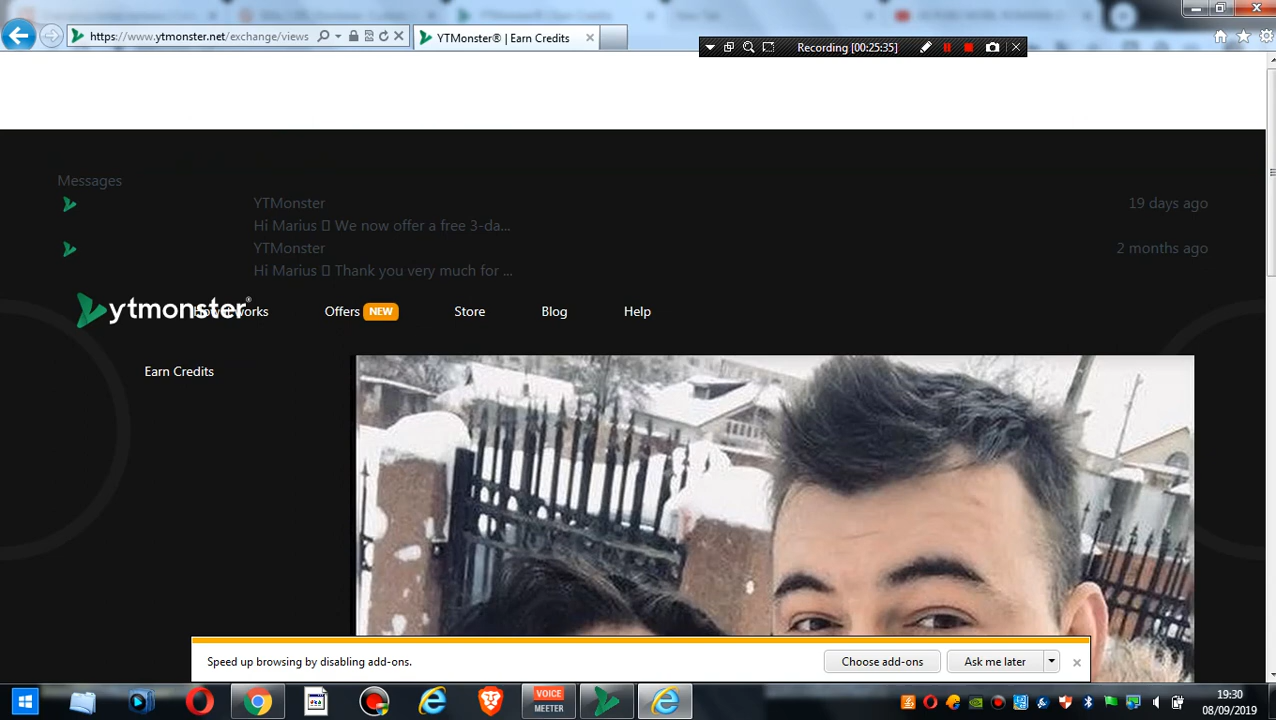 https://www.ytmonster.net/exchange/views
YTMonster® | Earn Credits
Recording [00:25:35]
Messages
YTMonster 19 days ago
Hi Marius We now offer a free 3-da...
YTMonster 2 months ago
Hi Marius Thank you very much for ...
ytmonster® How it works Offers NEW Store Blog Help
Earn Credits
Speed up browsing by disabling add-ons. Choose add-ons Ask me later
VOICE
MEETER
19:30
08/09/2019